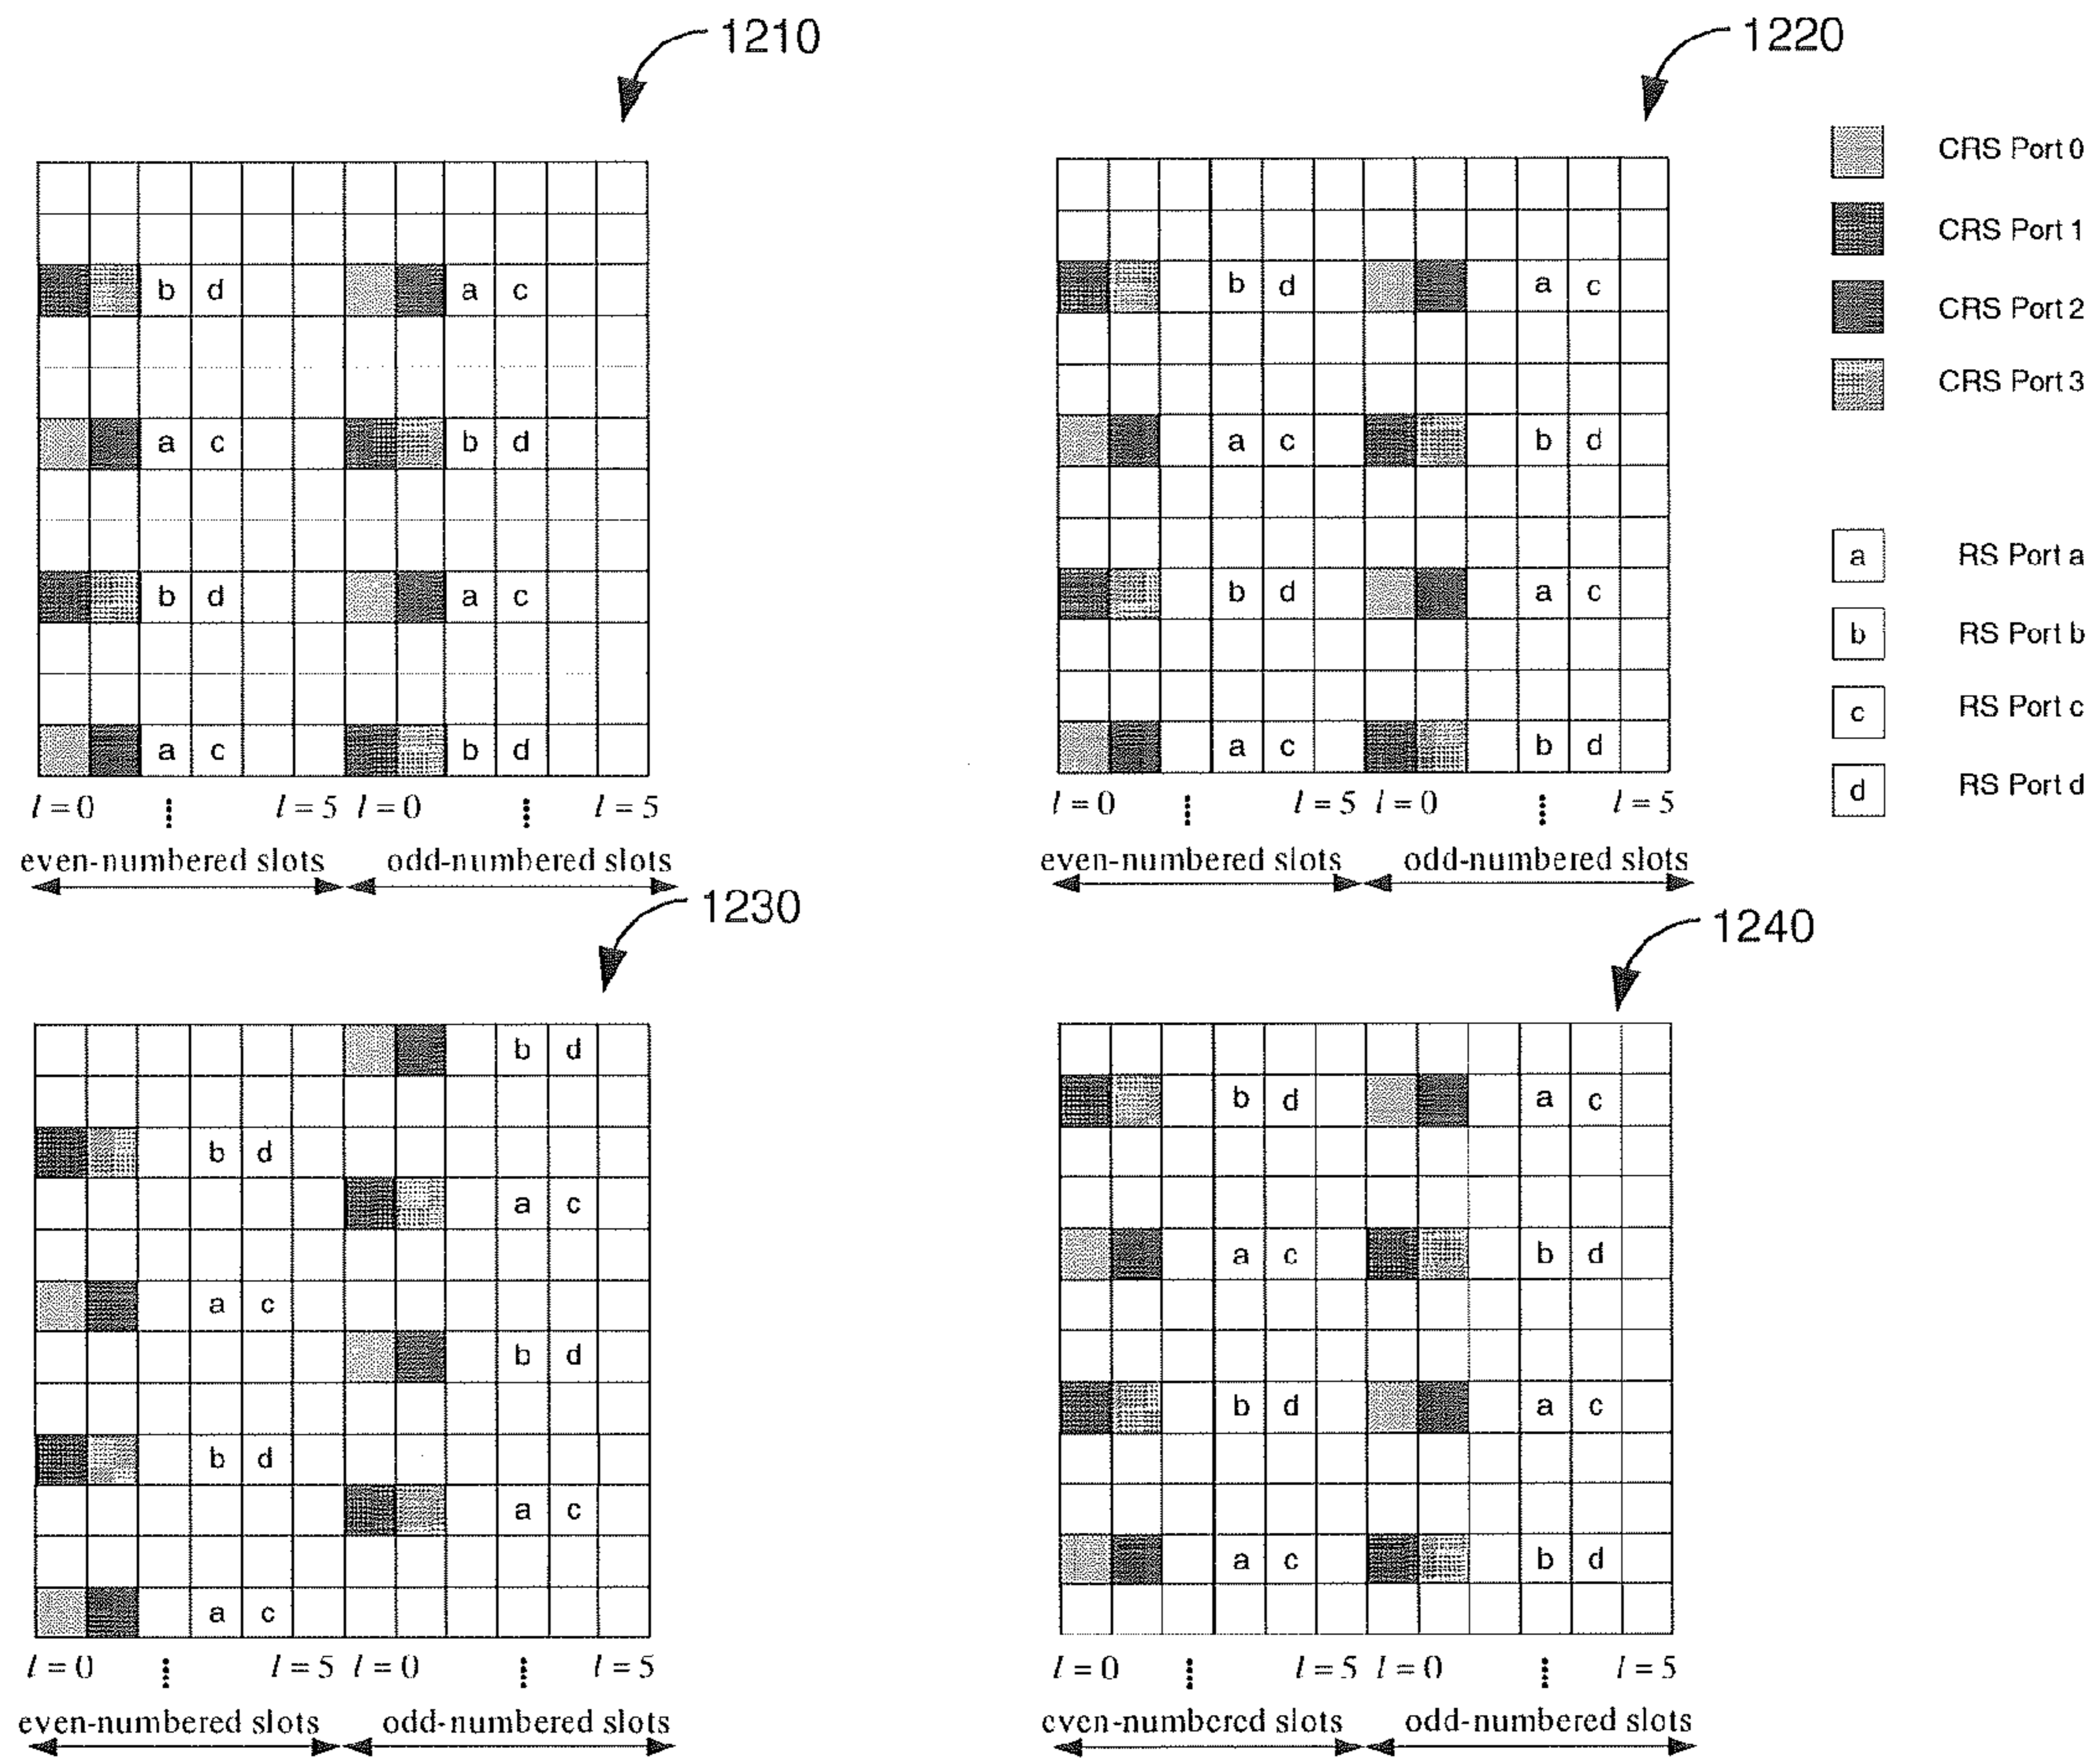 1210
b d a c
a c b d
b d a c
a c b d
l = 0 l = 5 l = 0 l = 5
even-numbered slots odd-numbered slots
1220
b d a c
a c b d
b d a c
a c b d
l = 0 l = 5 l = 0 l = 5
even-numbered slots odd-numbered slots
CRS Port 0
CRS Port 1
CRS Port 2
CRS Port 3
a RS Port a
b RS Port b
c RS Port c
d RS Port d
1230
b d
b d
a c
a c
b d
b d
a c
a c
l = 0 l = 5 l = 0 l = 5
even-numbered slots odd-numbered slots
1240
b d a c
a c b d
b d a c
a c b d
l = 0 l = 5 l = 0 l = 5
even-numbered slots odd-numbered slots